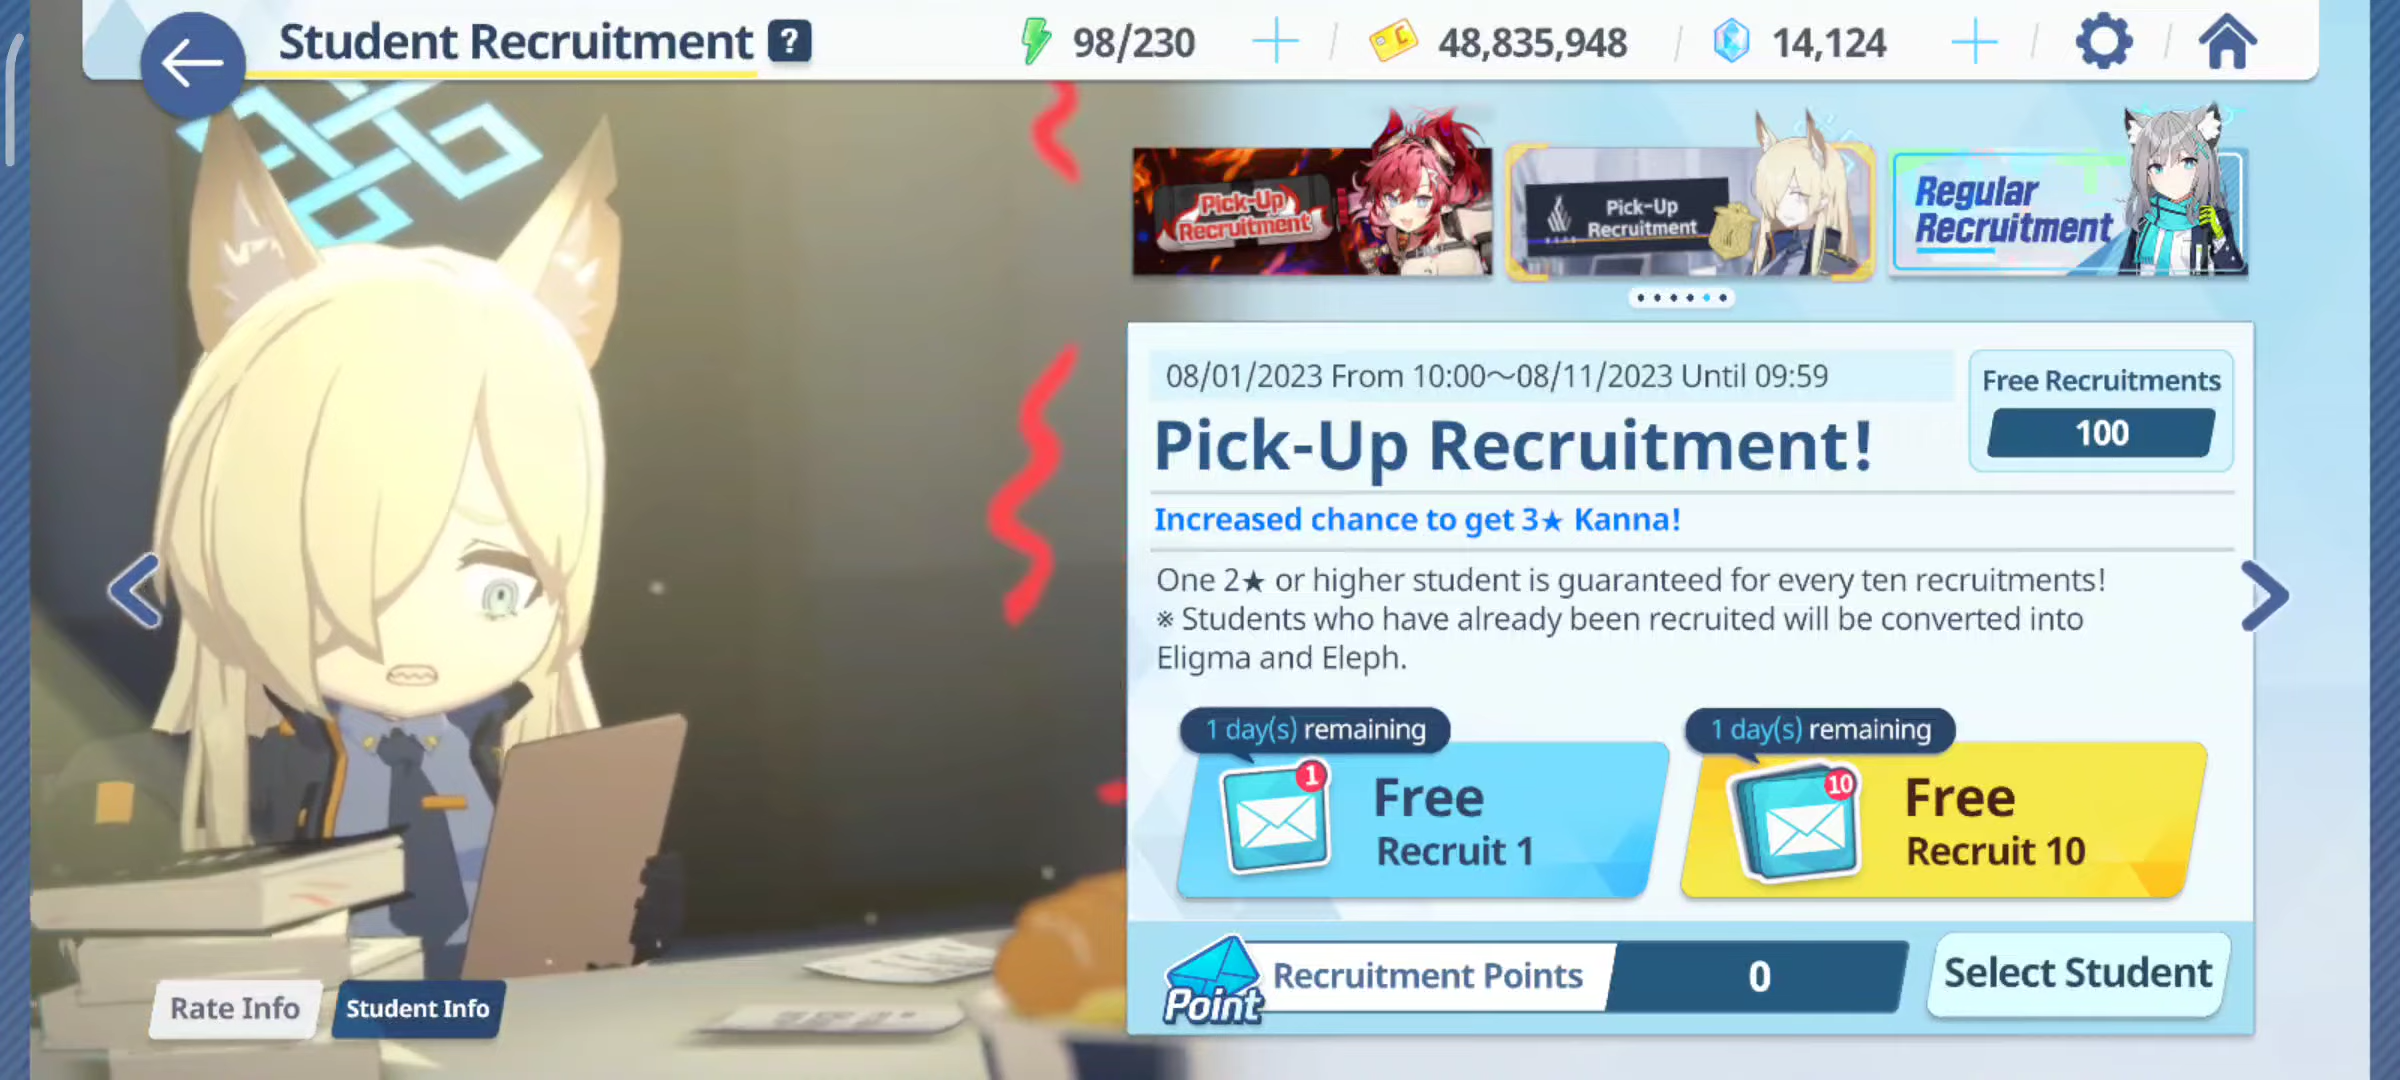 Student Recruitment ?
98/230
48,835,948
14,124
Pick-Up
Recruitment
Pick-Up
Recruitment
Regular
Recruitment
08/01/2023 From 10:00～08/11/2023 Until 09:59
Free Recruitments
100
Pick-Up Recruitment!
Increased chance to get 3★ Kanna!
One 2★ or higher student is guaranteed for every ten recruitments!
※ Students who have already been recruited will be converted into
Eligma and Eleph.
1 day(s) remaining
1
Free
Recruit 1
1 day(s) remaining
10
Free
Recruit 10
Point
Recruitment Points
0
Select Student
Rate Info
Student Info